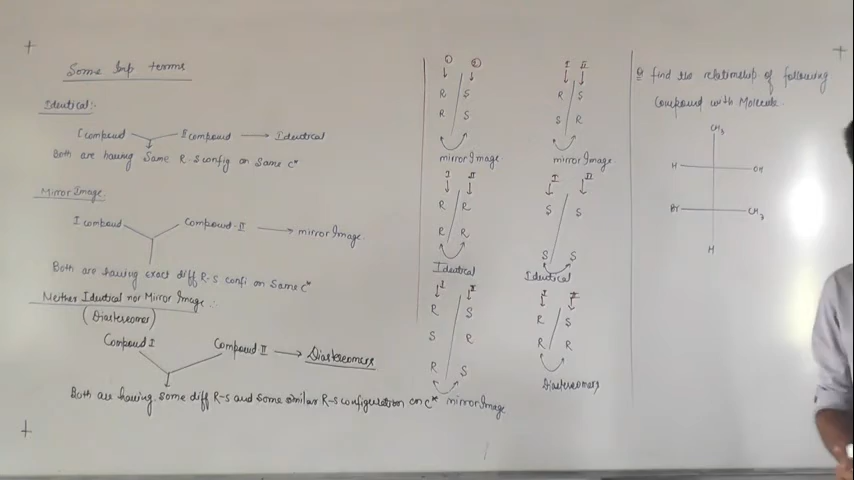 Some Imp terms
Identical:-
I compound II compound → Identical
Both are having Same R-S config on Same C*
Mirror Image
I compound Compound-II → mirror Image.
Both are having exact diff R-S confi on Same C*
Neither Identical nor Mirror Image :-
(Diastereomer)
Compound I Compound-II → Diastereomers
Both are having some diff R-S and some similar R-S configuration on C*
① ②
R S
R S
mirror Image
I II
R R
R R
Identical
I II
R S
S R
R S
mirror Image
I II
R S
S R
mirror Image
I II
S S
S S
Identical
I II
R S
R R
Diastereomers
Q find the relationship of following
Compound with Molecule.
CH3
H OH
Br CH3
H